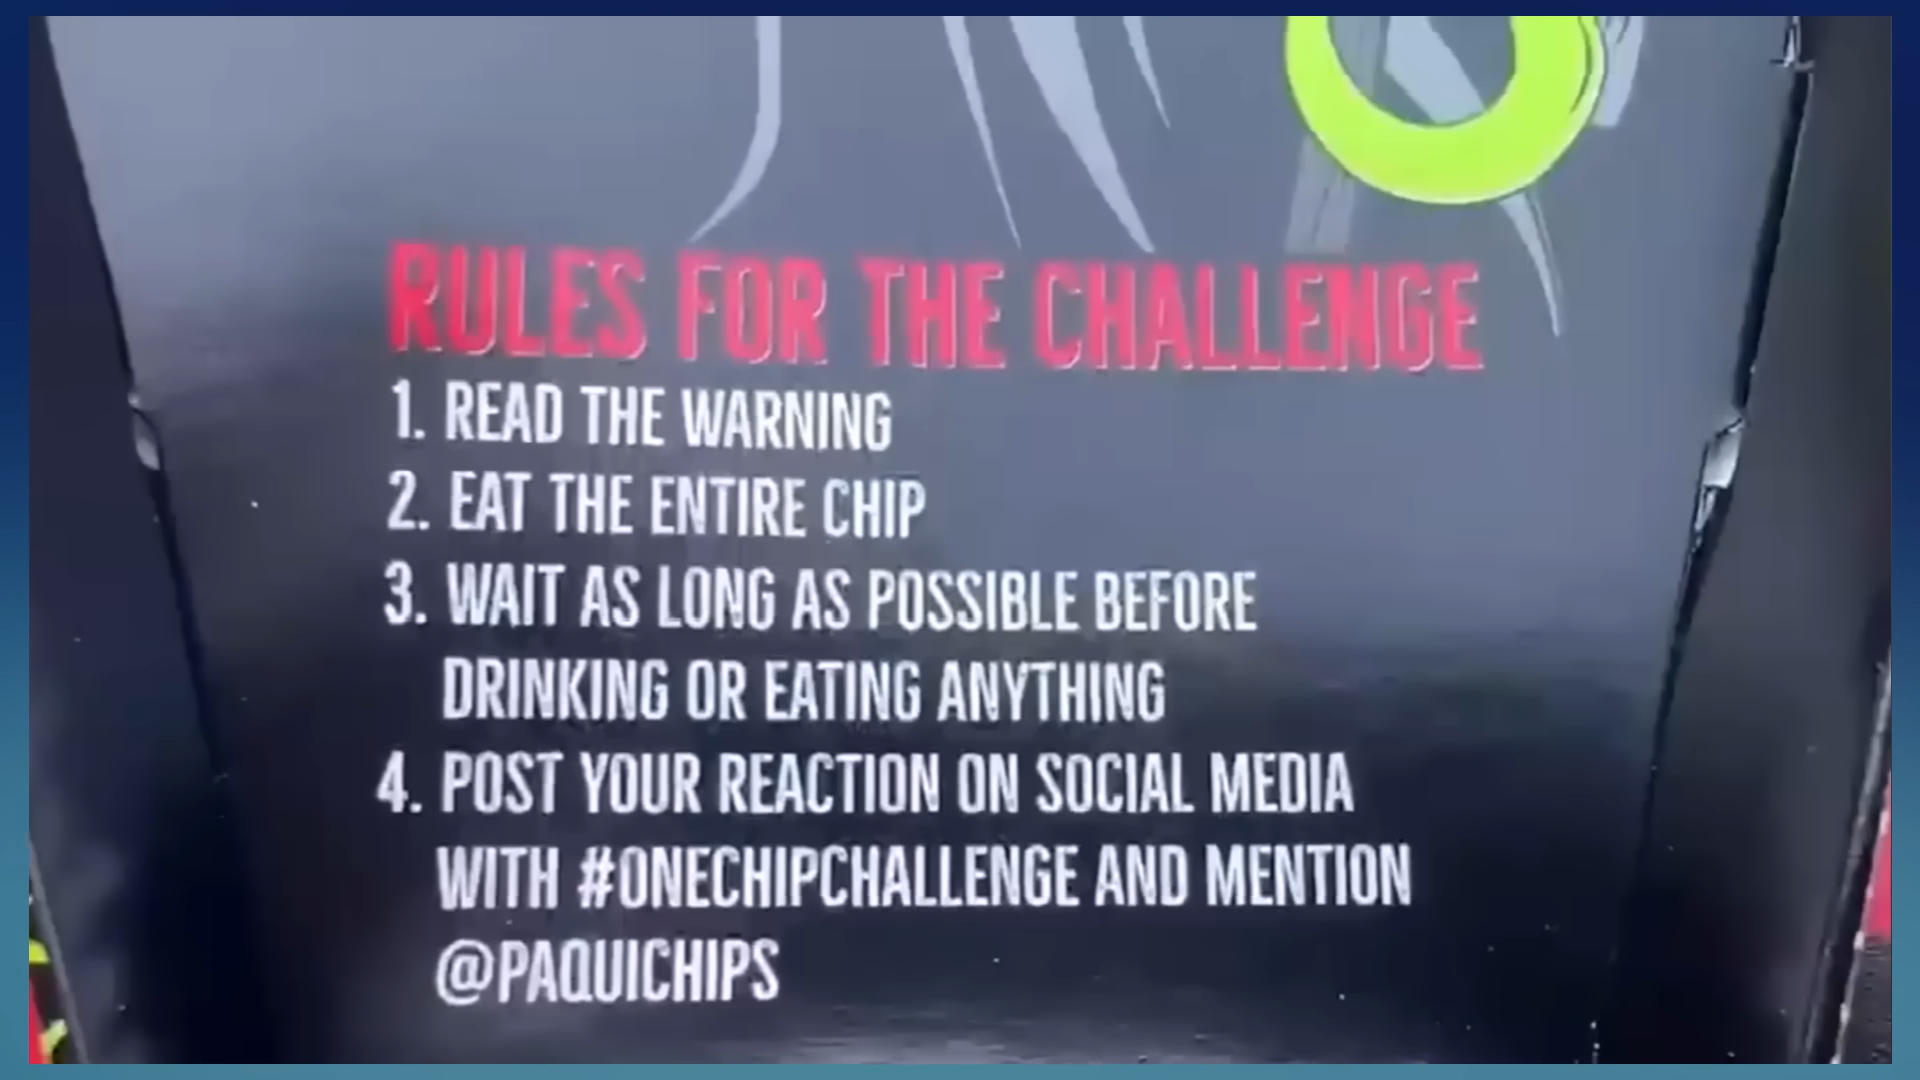 RULES FOR THE CHALLENGE
1. READ THE WARNING
2. EAT THE ENTIRE CHIP
3. WAIT AS LONG AS POSSIBLE BEFORE
DRINKING OR EATING ANYTHING
4. POST YOUR REACTION ON SOCIAL MEDIA
WITH #ONECHIPCHALLENGE AND MENTION
@PAQUICHIPS